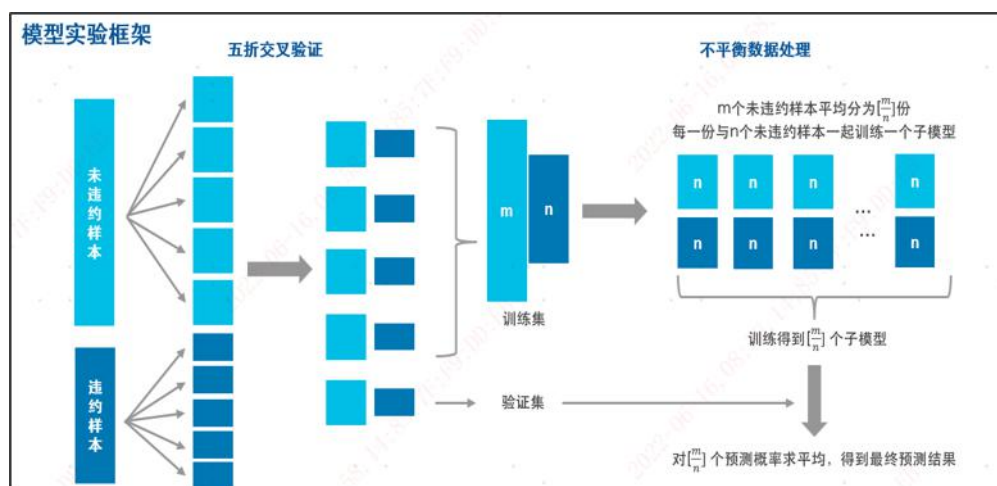 模型实验框架
五折交叉验证
不平衡数据处理
未违约样本
违约样本
m
n
训练集
验证集
m个未违约样本平均分为[m/n]份
每一份与n个未违约样本一起训练一个子模型
n n n n
...
...
n n n n
训练得到[m/n]个子模型
对[m/n]个预测概率求平均，得到最终预测结果